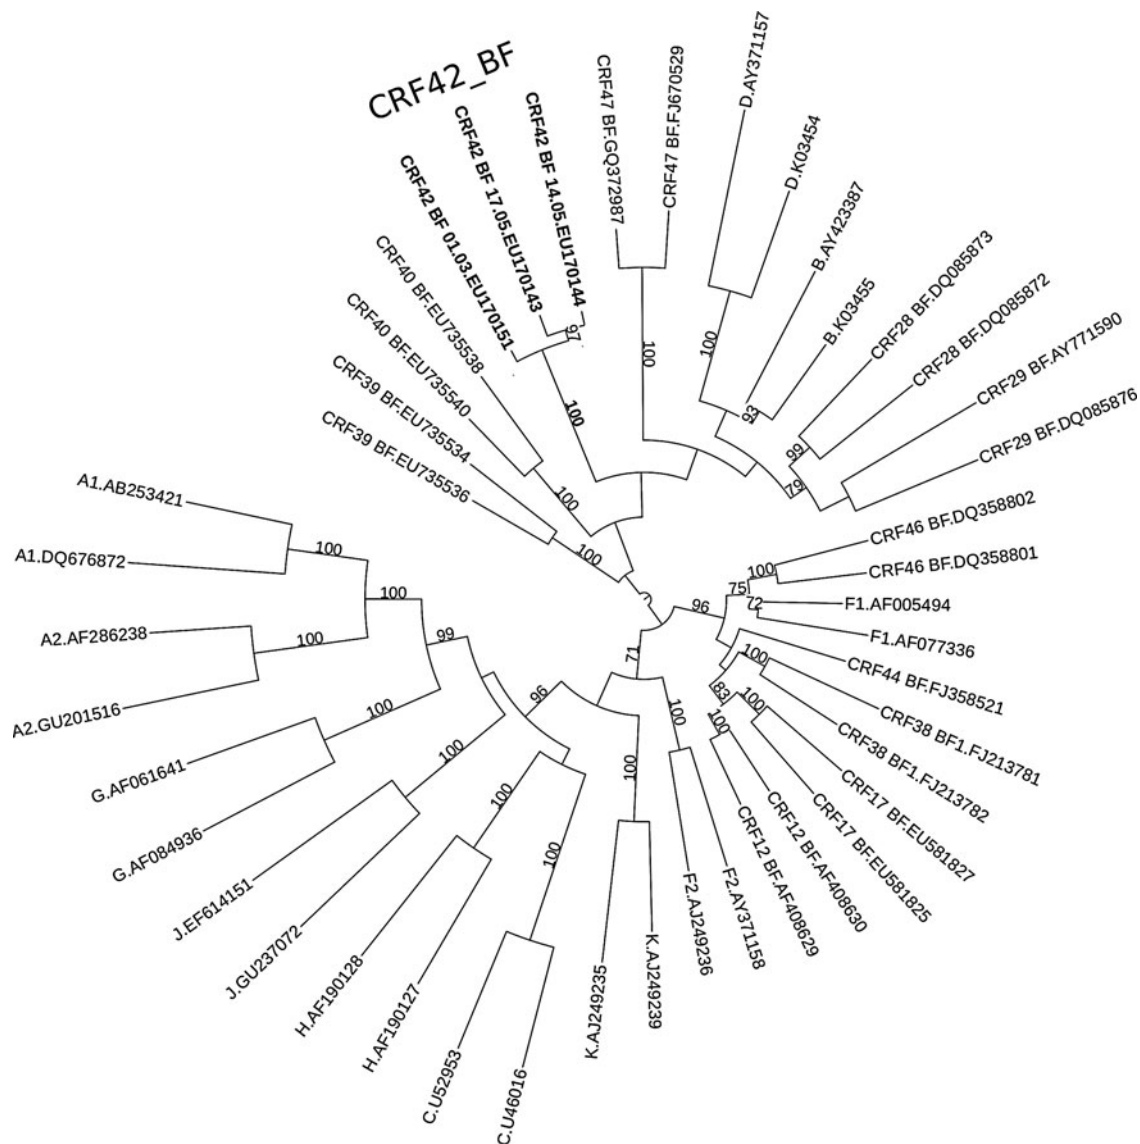 CRF42_BF
CRF42 BF 01.03.EU170151
CRF42 BF 17.05.EU170143
CRF42 BF 14.05.EU170144
97
100
CRF47 BF.GQ372987
CRF47 BF.FJ670529
100
D.AY371157
D.K03454
100
B.AY423387
B.K03455
93
CRF28 BF.DQ085873
CRF28 BF.DQ085872
99
79
CRF29 BF.AY771590
CRF29 BF.DQ085876
CRF46 BF.DQ358802
CRF46 BF.DQ358801
100
75
F1.AF005494
72
F1.AF077336
96
CRF44 BF.FJ358521
CRF38 BF1.FJ213781
CRF38 BF1.FJ213782
100
83
CRF17 BF.EU581827
CRF17 BF.EU581825
100
CRF12 BF.AF408630
CRF12 BF.AF408629
100
F2.AY371158
F2.AJ249236
100
71
K.AJ249239
K.AJ249235
100
96
C.U46016
C.U52953
100
H.AF190127
H.AF190128
100
J.GU237072
J.EF614151
100
G.AF084936
G.AF061641
100
99
A2.GU201516
A2.AF286238
100
100
A1.DQ676872
A1.AB253421
100
CRF39 BF.EU735536
CRF39 BF.EU735534
100
CRF40 BF.EU735540
CRF40 BF.EU735538
100